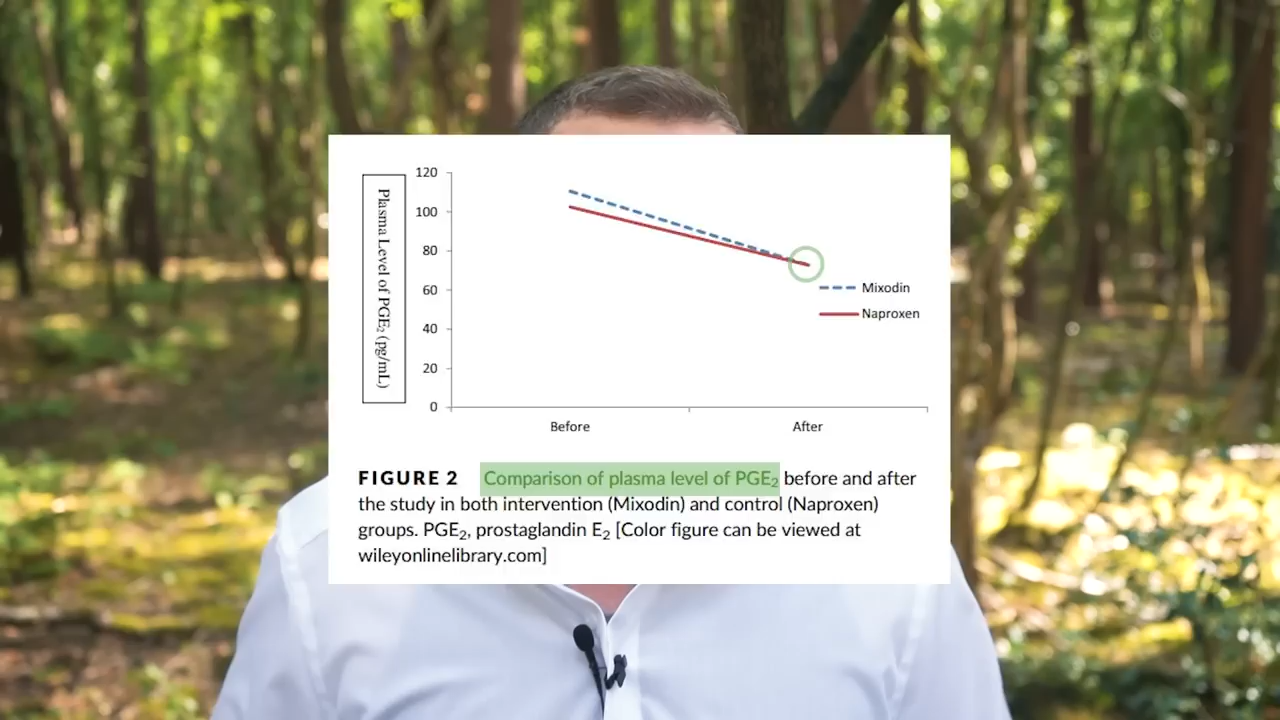 120
100
80
60
40
20
0
Plasma Level of PGE₂ (pg/mL)
Mixodin
Naproxen
Before
After
FIGURE 2 Comparison of plasma level of PGE₂ before and after
the study in both intervention (Mixodin) and control (Naproxen)
groups. PGE₂, prostaglandin E₂ [Color figure can be viewed at
wileyonlinelibrary.com]